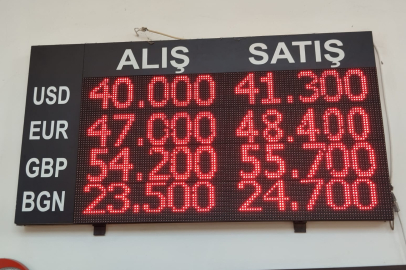 ALIŞ SATIŞ
USD 40.000 41.300
EUR 47.000 48.400
GBP 54.200 55.700
BGN 23.500 24.700